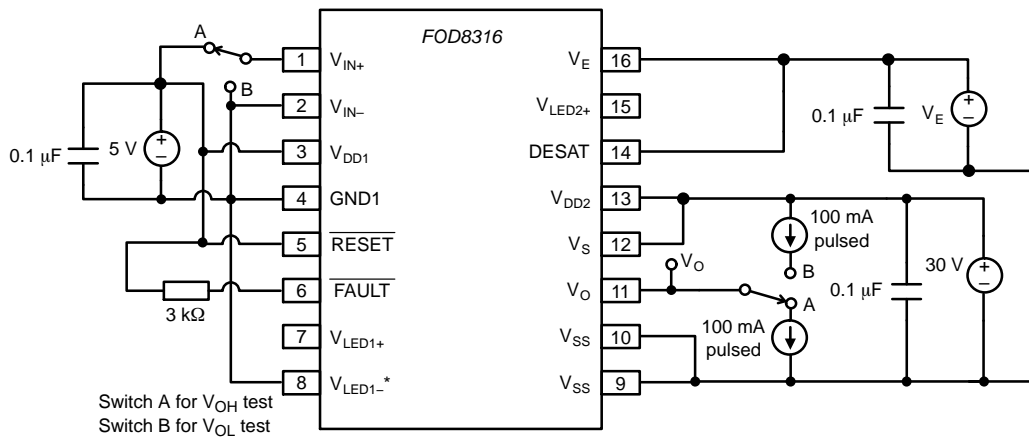 FOD8316
A
B
1
V_IN+
2
V_IN–
3
V_DD1
4
GND1
5
RESET
6
FAULT
7
V_LED1+
8
V_LED1–*
16
V_E
15
V_LED2+
14
DESAT
13
V_DD2
12
V_S
11
V_O
10
V_SS
9
V_SS
0.1 μF
5 V
+
–
3 kΩ
0.1 μF
V_E
+
–
100 mA
pulsed
B
V_O
A
100 mA
pulsed
0.1 μF
30 V
+
–
Switch A for V_OH test
Switch B for V_OL test